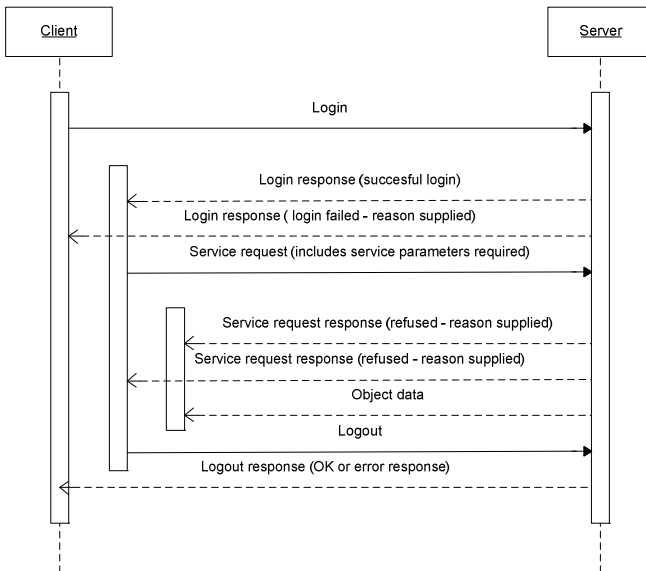 Client
Server
Login
Login response (succesful login)
Login response ( login failed - reason supplied)
Service request (includes service parameters required)
Service request response (refused - reason supplied)
Service request response (refused - reason supplied)
Object data
Logout
Logout response (OK or error response)